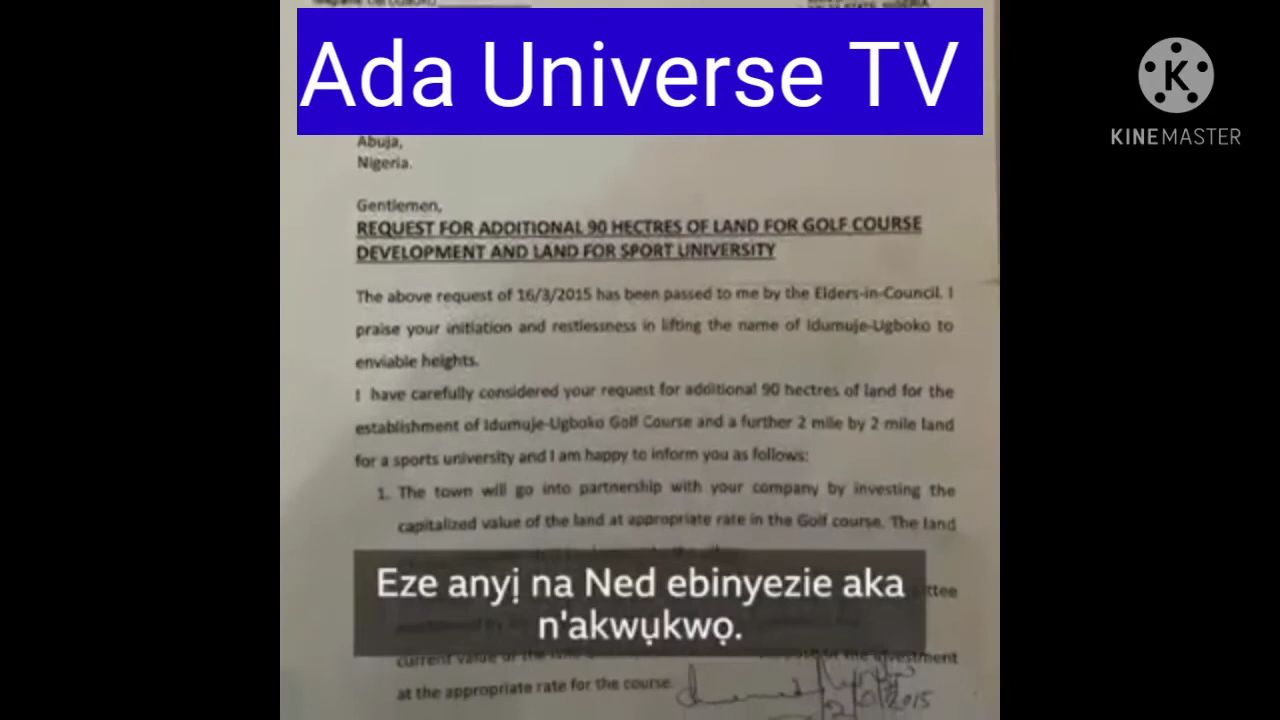 Ada Universe TV
K
KINEMASTER
Abuja,
Nigeria.
Gentlemen,
REQUEST FOR ADDITIONAL 90 HECTRES OF LAND FOR GOLF COURSE
DEVELOPMENT AND LAND FOR SPORT UNIVERSITY
The above request of 16/3/2015 has been passed to me by the Elders-in-Council. I
praise your initiation and restlessness in lifting the name of Idumuje-Ugboko to
enviable heights.
I have carefully considered your request for additional 90 hectres of land for the
establishment of Idumuje-Ugboko Golf Course and a further 2 mile by 2 mile land
for a sports university and I am happy to inform you as follows:
1. The town will go into partnership with your company by investing the
capitalized value of the land at appropriate rate in the Golf course. The land
Eze anyị na Ned ebinyezie aka
n'akwụkwọ.
current value of the
investment
at the appropriate rate for the course.
2015